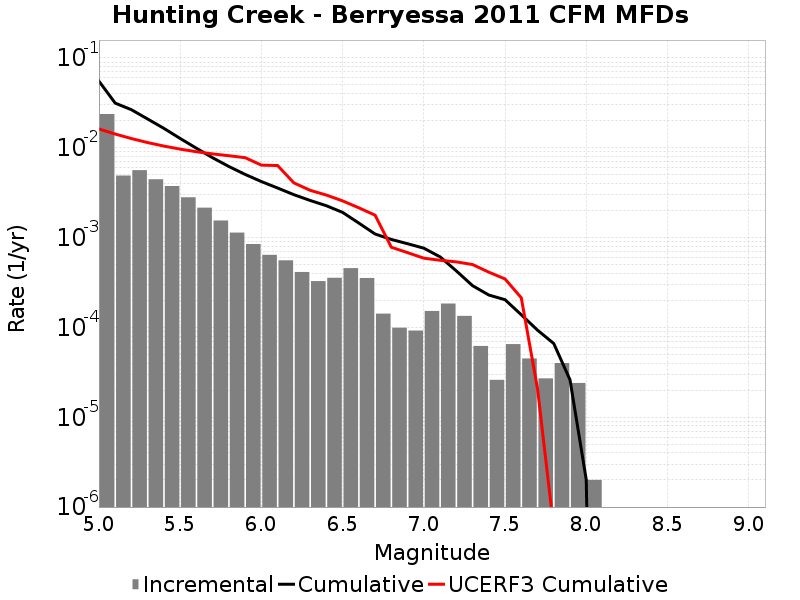 Hunting Creek - Berryessa 2011 CFM MFDs
10^-1
10^-2
10^-3
10^-4
10^-5
10^-6
Rate (1/yr)
5.0 5.5 6.0 6.5 7.0 7.5 8.0 8.5 9.0
Magnitude
Incremental Cumulative UCERF3 Cumulative